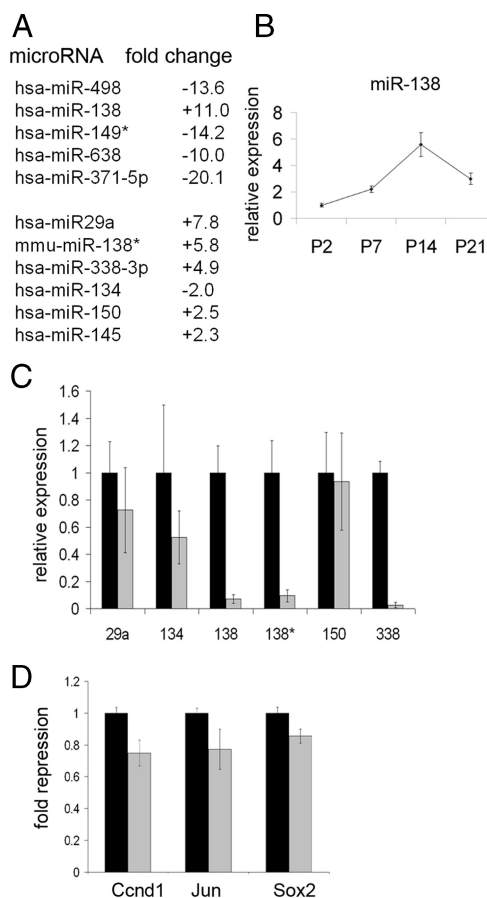 A
microRNA fold change
hsa-miR-498 -13.6
hsa-miR-138 +11.0
hsa-miR-149* -14.2
hsa-miR-638 -10.0
hsa-miR-371-5p -20.1
hsa-miR29a +7.8
mmu-miR-138* +5.8
hsa-miR-338-3p +4.9
hsa-miR-134 -2.0
hsa-miR-150 +2.5
hsa-miR-145 +2.3
B
miR-138
relative expression
8
6
4
2
0
P2 P7 P14 P21
C
relative expression
1.6
1.4
1.2
1
0.8
0.6
0.4
0.2
0
29a 134 138 138* 150 338
D
fold repression
1.2
1
0.8
0.6
0.4
0.2
0
Ccnd1 Jun Sox2